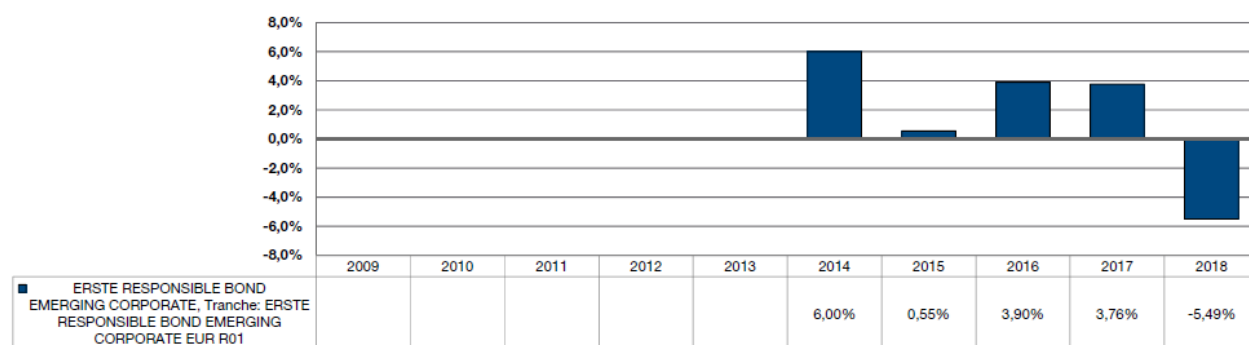 8,0%
6,0%
4,0%
2,0%
0,0%
-2,0%
-4,0%
-6,0%
-8,0%
2009 2010 2011 2012 2013 2014 2015 2016 2017 2018
ERSTE RESPONSIBLE BOND
EMERGING CORPORATE, Tranche: ERSTE
RESPONSIBLE BOND EMERGING
CORPORATE EUR R01
6,00% 0,55% 3,90% 3,76% -5,49%